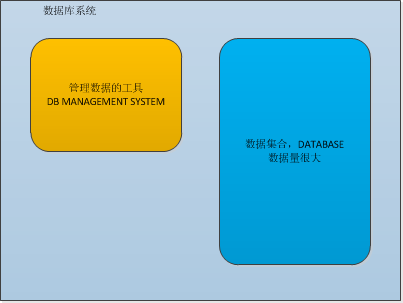 数据库系统
管理数据的工具
DB MANAGEMENT SYSTEM
数据集合，DATABASE
数据量很大